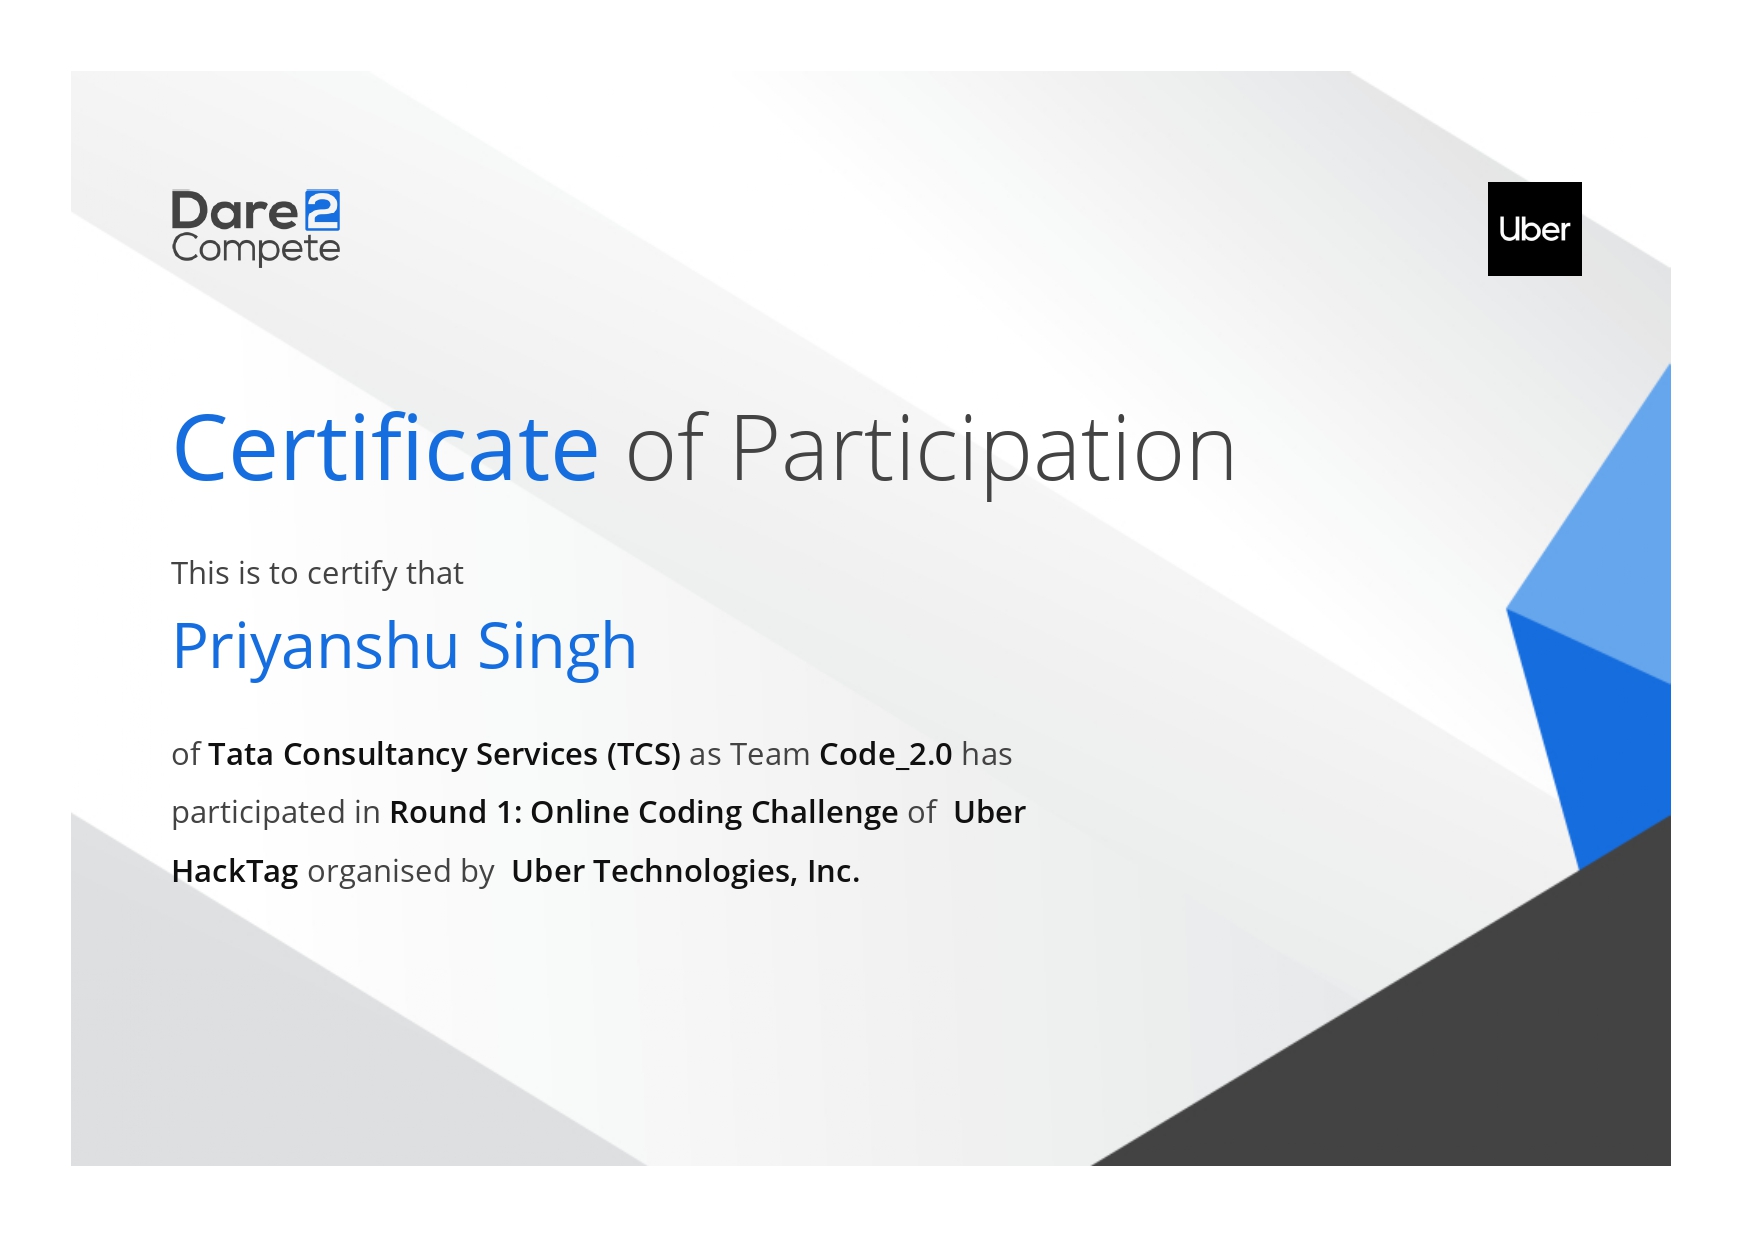 Dare2
Compete
Uber
Certificate of Participation
This is to certify that
Priyanshu Singh
of Tata Consultancy Services (TCS) as Team Code_2.0 has
participated in Round 1: Online Coding Challenge of Uber
HackTag organised by Uber Technologies, Inc.